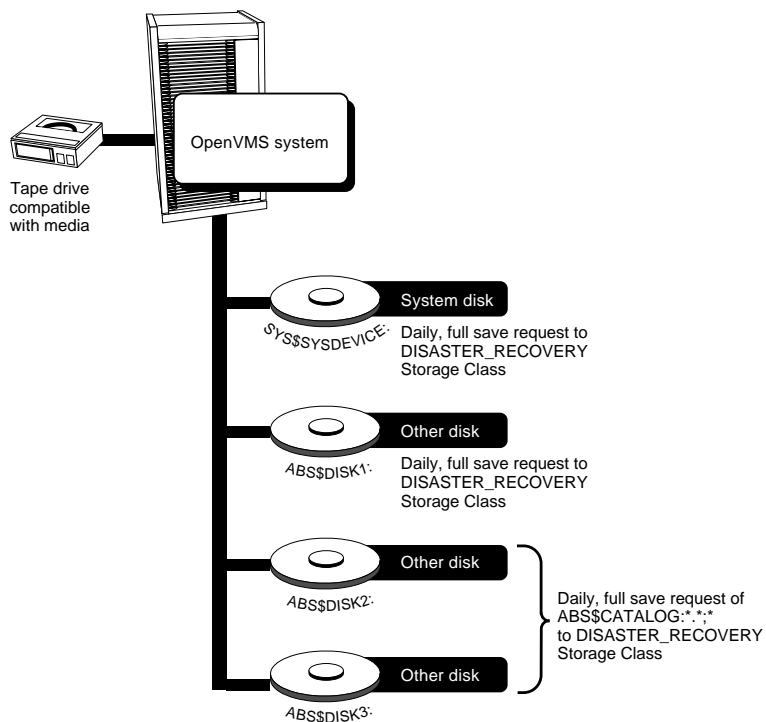 OpenVMS system
Tape drive
compatible
with media
System disk
SYS$SYSDEVICE:
Daily, full save request to
DISASTER_RECOVERY
Storage Class
Other disk
ABS$DISK1:
Daily, full save request to
DISASTER_RECOVERY
Storage Class
Other disk
ABS$DISK2:
Daily, full save request of
ABS$CATALOG:*.*;*
to DISASTER_RECOVERY
Storage Class
Other disk
ABS$DISK3: